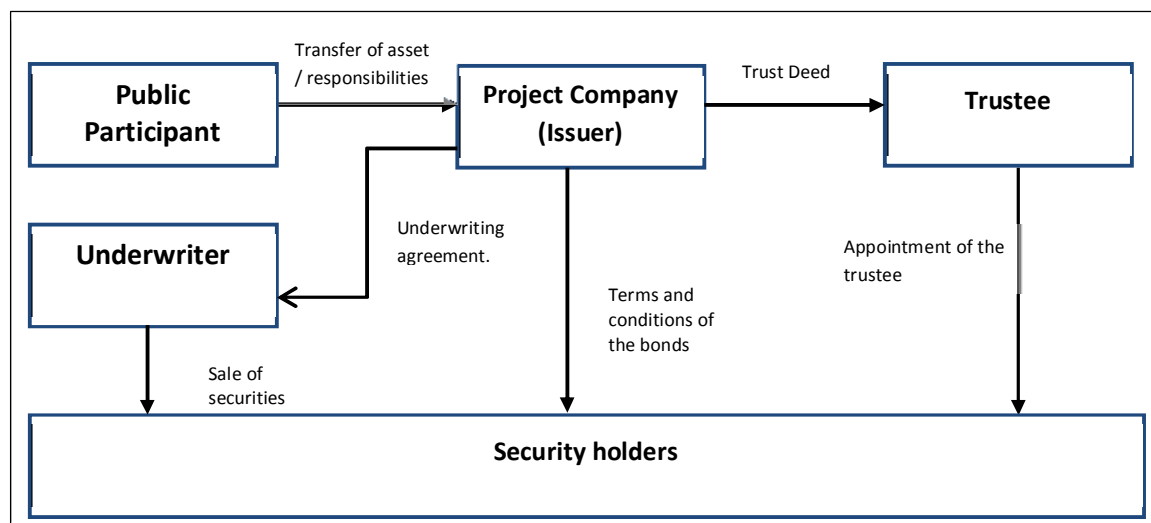 Transfer of asset
/ responsibilities
Public
Participant
Project Company
(Issuer)
Trust Deed
Trustee
Underwriter
Underwriting
agreement.
Appointment of the
trustee
Terms and
conditions of
the bonds
Sale of
securities
Security holders